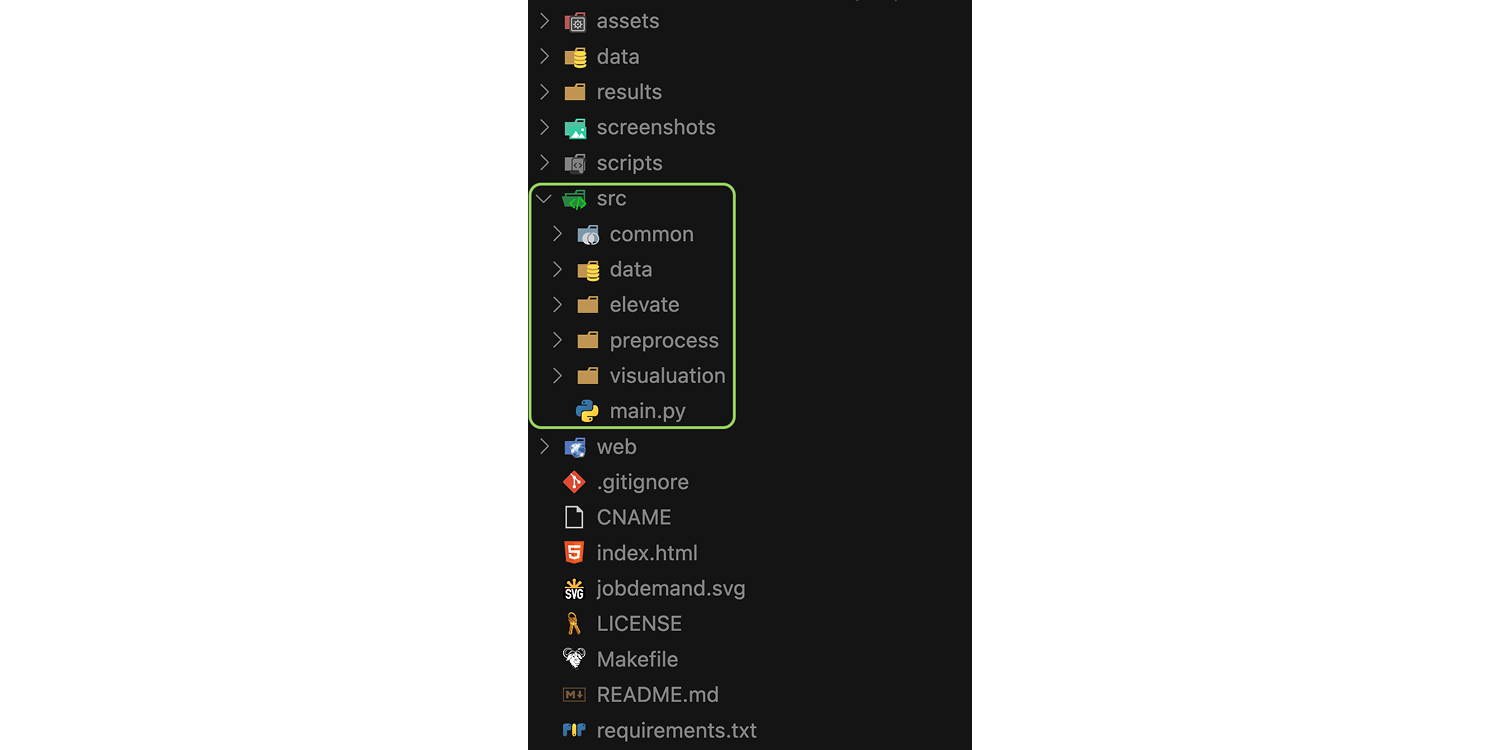 assets
data
results
screenshots
scripts
src
common
data
elevate
preprocess
visualuation
main.py
web
.gitignore
CNAME
index.html
jobdemand.svg
LICENSE
Makefile
README.md
requirements.txt